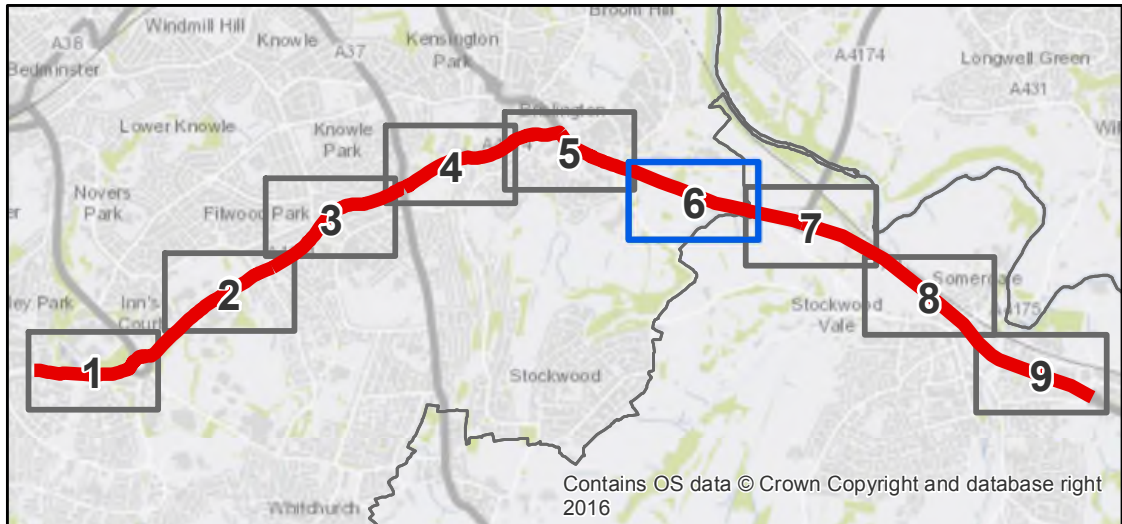 Broom Hill
Windmill Hill
A38
Knowle
Kensington
Park
A37
A4174
Longwell Green
Bedminster
A431
Lower Knowle
Knowle
Park
5
4
Novers
Park
6
Filwood Park
3
7
2
Inn's
Court
Somerdale
8
A4175
Stockwood
Vale
1
9
Stockwood
Contains OS data © Crown Copyright and database right
2016
Whitchurch